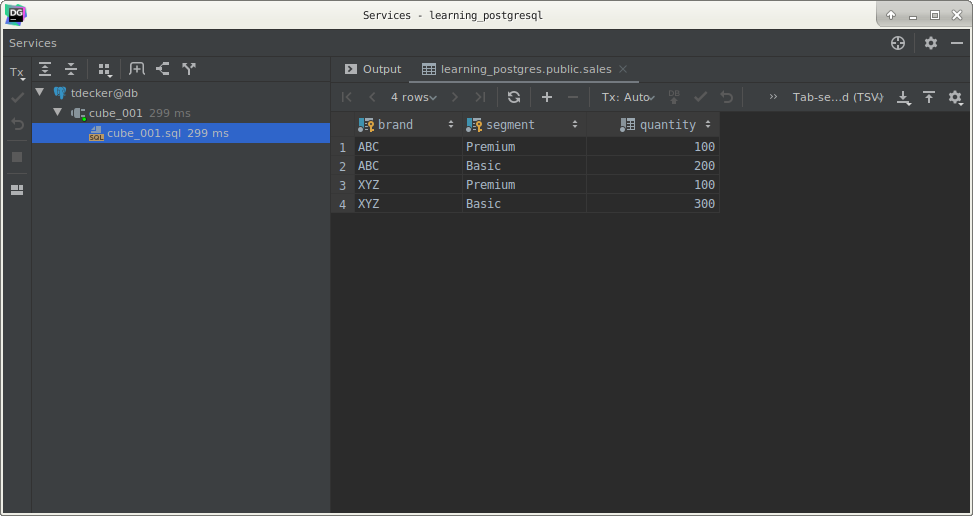 DG
Services - learning_postgresql
Services
Tx
Output
learning_postgres.public.sales
tdecker@db
4 rows
Tx: Auto
DB
Tab-se...d (TSV)
cube_001 299 ms
SQL
cube_001.sql 299 ms
brand segment quantity
1 ABC Premium 100
2 ABC Basic 200
3 XYZ Premium 100
4 XYZ Basic 300